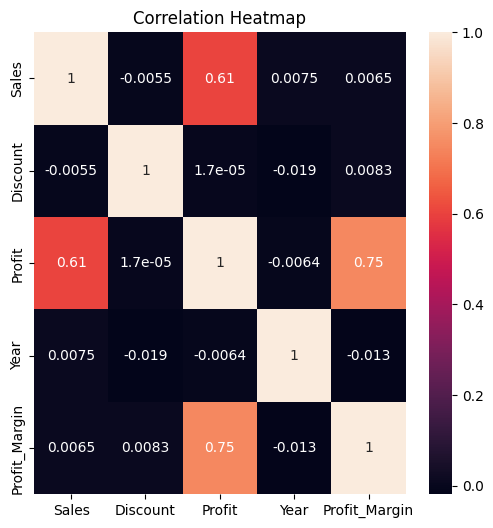 Correlation Heatmap
Sales 1 -0.0055 0.61 0.0075 0.0065
Discount -0.0055 1 1.7e-05 -0.019 0.0083
Profit 0.61 1.7e-05 1 -0.0064 0.75
Year 0.0075 -0.019 -0.0064 1 -0.013
Profit_Margin 0.0065 0.0083 0.75 -0.013 1
Sales Discount Profit Year Profit_Margin
1.0
0.8
0.6
0.4
0.2
0.0